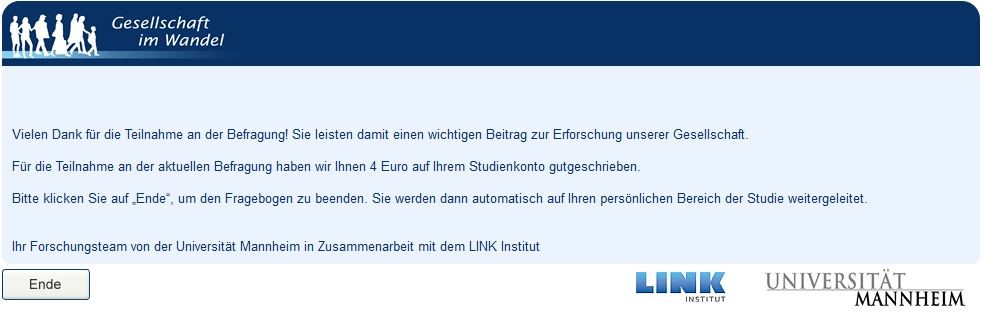 Gesellschaft
im Wandel
Vielen Dank für die Teilnahme an der Befragung! Sie leisten damit einen wichtigen Beitrag zur Erforschung unserer Gesellschaft.
Für die Teilnahme an der aktuellen Befragung haben wir Ihnen 4 Euro auf Ihrem Studienkonto gutgeschrieben.
Bitte klicken Sie auf „Ende“, um den Fragebogen zu beenden. Sie werden dann automatisch auf Ihren persönlichen Bereich der Studie weitergeleitet.
Ihr Forschungsteam von der Universität Mannheim in Zusammenarbeit mit dem LINK Institut
Ende
LINK
INSTITUT
UNIVERSITÄT
MANNHEIM